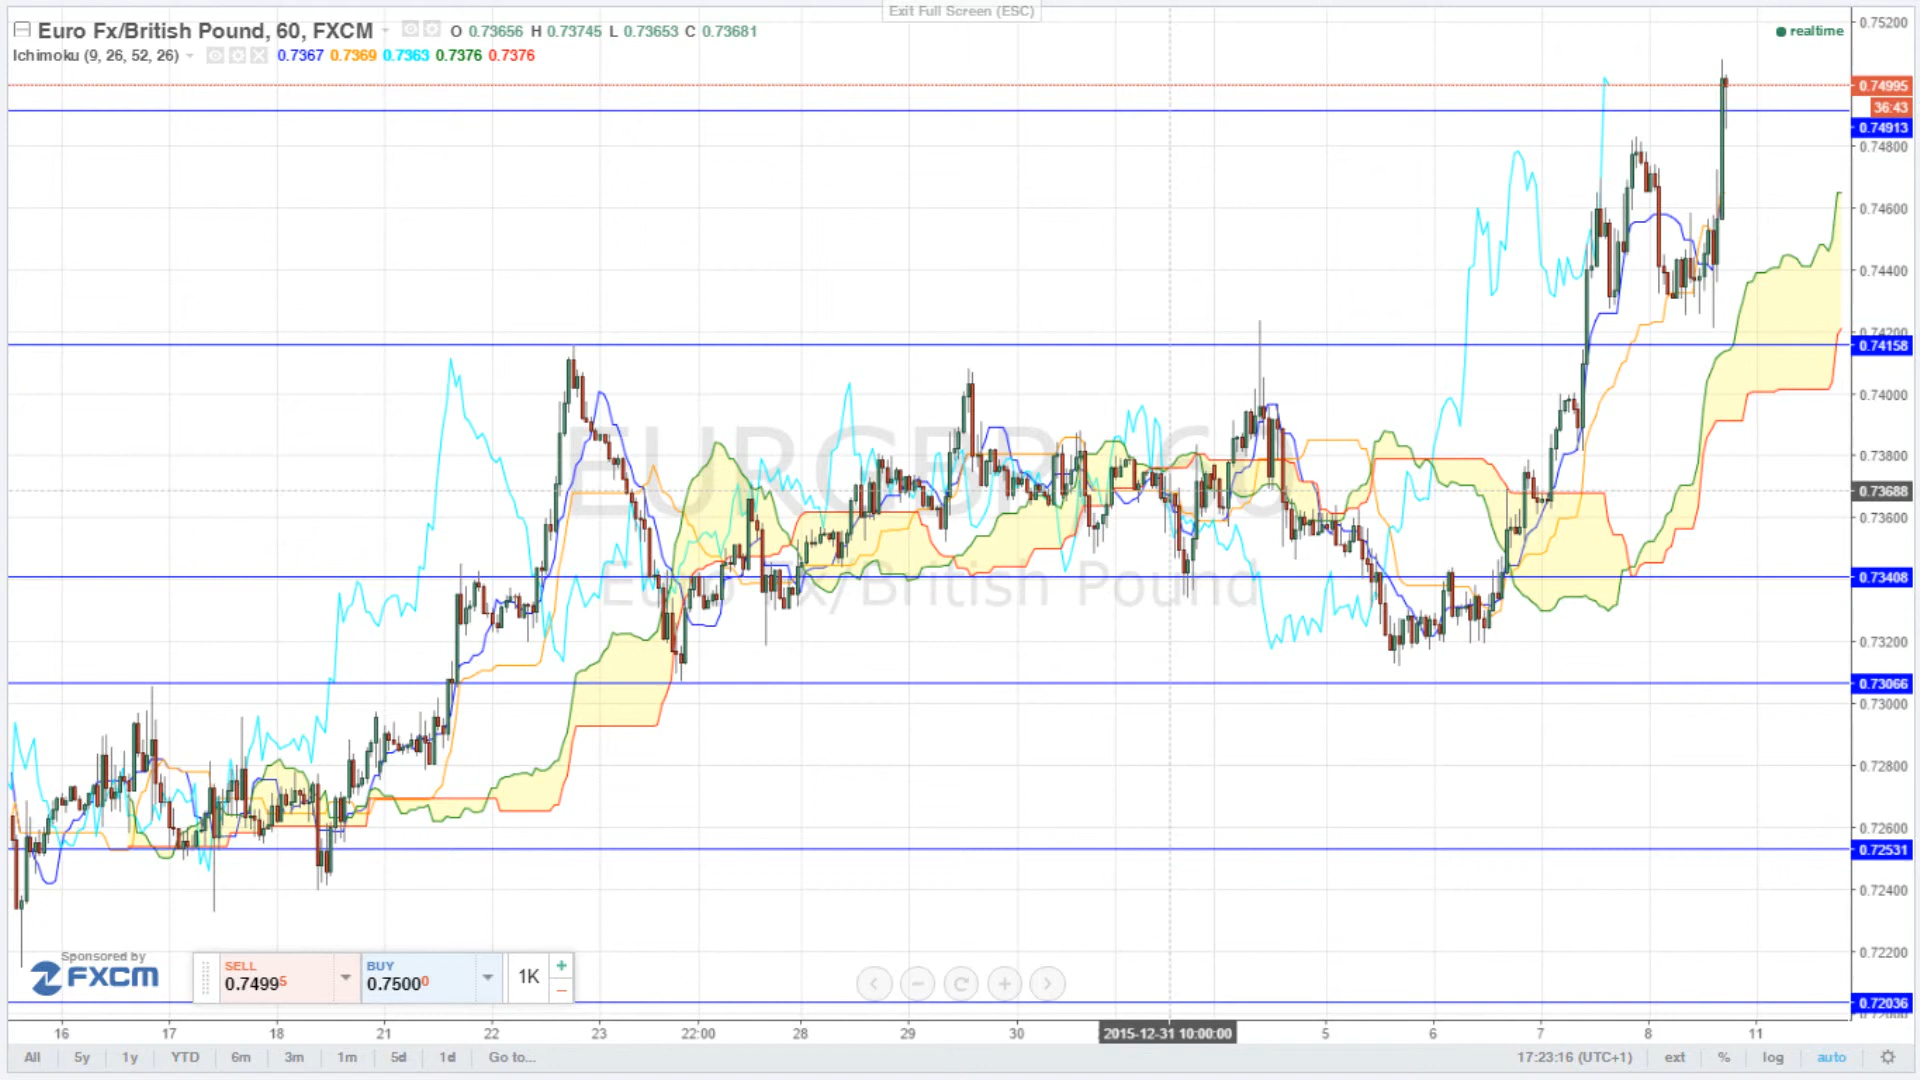 Exit Full Screen (ESC)
Euro Fx/British Pound, 60, FXCM O 0.73656 H 0.73745 L 0.73653 C 0.73681
realtime
Ichimoku (9, 26, 52, 26) 0.7367 0.7369 0.7363 0.7376 0.7376
0.75200
0.74995
36:43
0.74913
0.74800
0.74600
0.74400
0.74200
0.74158
0.74000
0.73800
0.73688
0.73600
0.73408
0.73200
0.73066
0.73000
0.72800
0.72600
0.72531
0.72400
0.72200
0.72036
0.72000
Euro Fx/British Pound
Sponsored by
FXCM
SELL
0.74995
BUY
0.75000
1K
16 17 18 21 22 23 22:00 28 29 30 2015-12-31 10:00:00 5 6 7 8 11
All 5y 1y YTD 6m 3m 1m 5d 1d Go to... 17:23:16 (UTC+1) ext % log auto